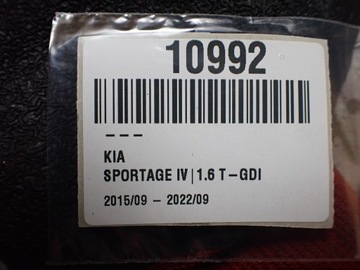 10992
---
KIA
SPORTAGE IV|1.6 T-GDI
2015/09 - 2022/09